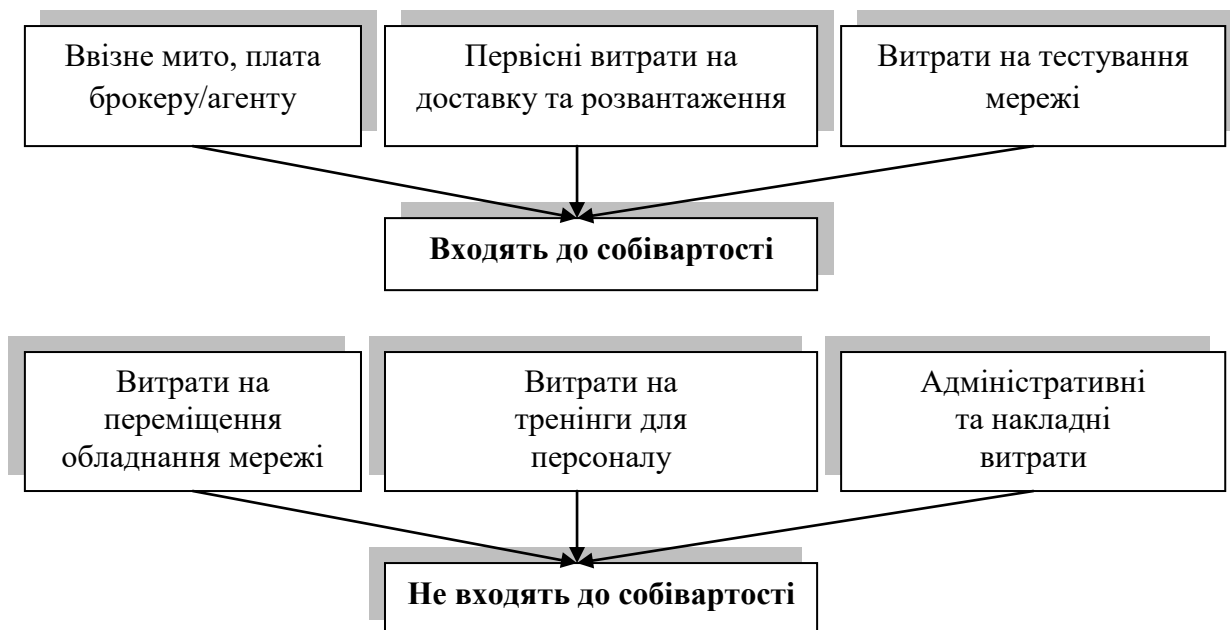 Ввізне мито, плата
брокеру/агенту
Первісні витрати на
доставку та розвантаження
Витрати на тестування
мережі
Входять до собівартості
Витрати на
переміщення
обладнання мережі
Витрати на
тренінги для
персоналу
Адміністративні
та накладні
витрати
Не входять до собівартості